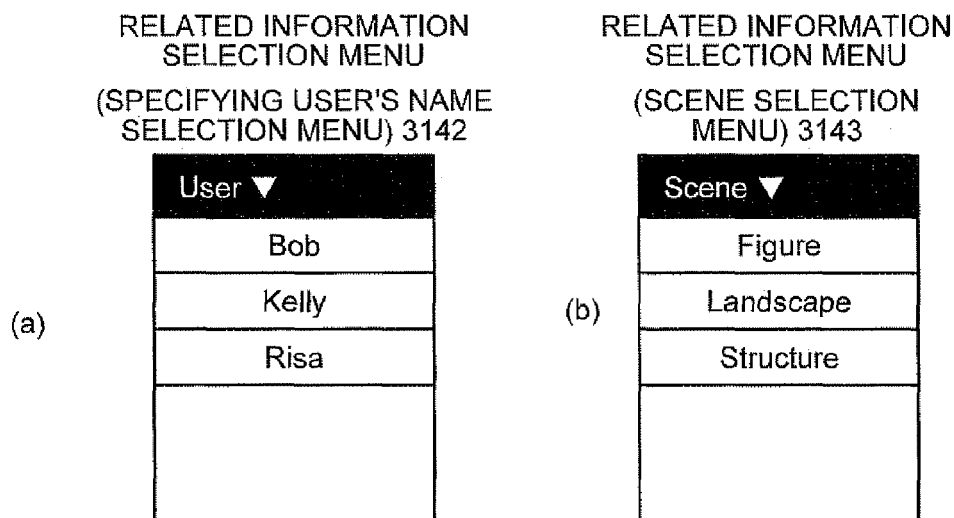 RELATED INFORMATION
SELECTION MENU
(SPECIFYING USER'S NAME
SELECTION MENU) 3142
(a)
User ▼
Bob
Kelly
Risa
RELATED INFORMATION
SELECTION MENU
(SCENE SELECTION
MENU) 3143
(b)
Scene ▼
Figure
Landscape
Structure